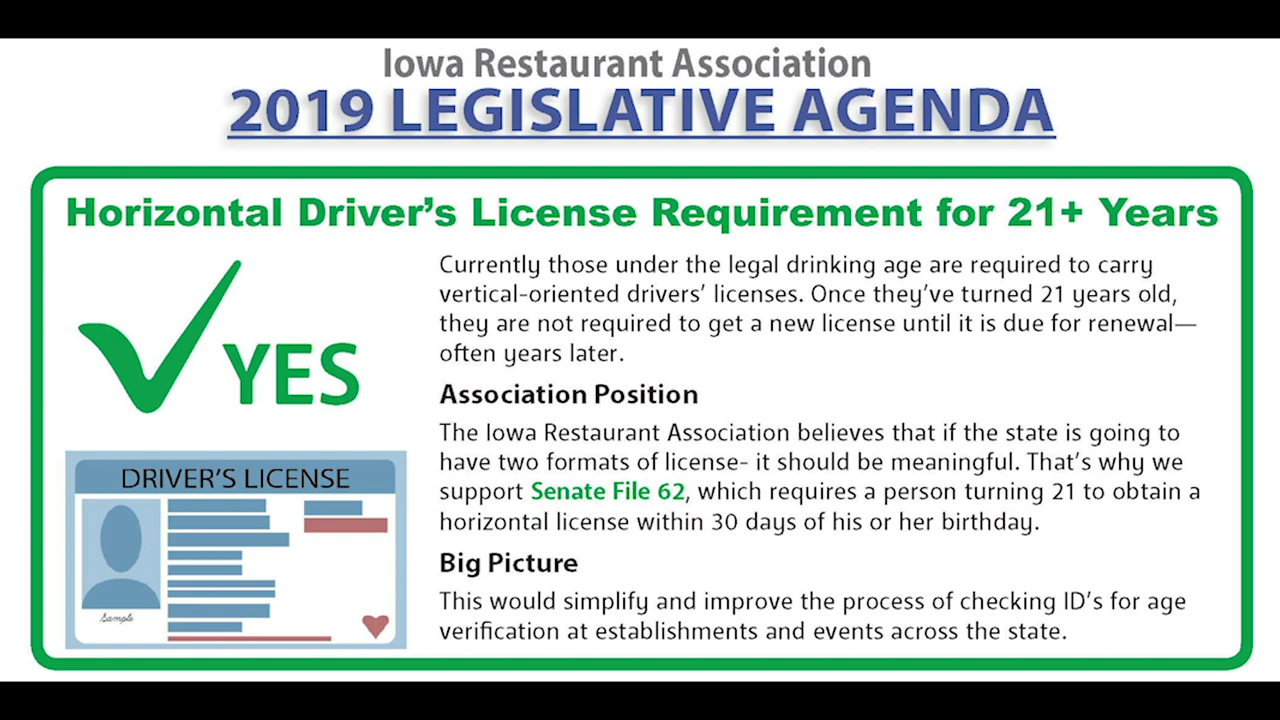 Iowa Restaurant Association
2019 LEGISLATIVE AGENDA
Horizontal Driver's License Requirement for 21+ Years
YES
DRIVER'S LICENSE
Sample
Currently those under the legal drinking age are required to carry
vertical-oriented drivers' licenses. Once they've turned 21 years old,
they are not required to get a new license until it is due for renewal—
often years later.
Association Position
The Iowa Restaurant Association believes that if the state is going to
have two formats of license- it should be meaningful. That's why we
support Senate File 62, which requires a person turning 21 to obtain a
horizontal license within 30 days of his or her birthday.
Big Picture
This would simplify and improve the process of checking ID's for age
verification at establishments and events across the state.